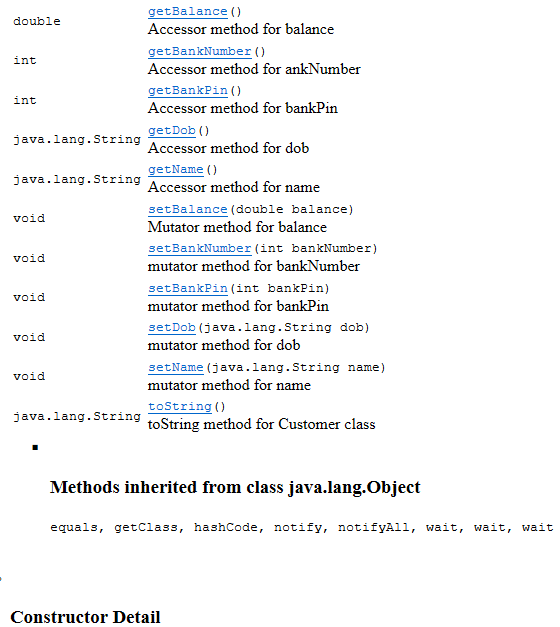 double getBalance()
Accessor method for balance
int getBankNumber()
Accessor method for ankNumber
int getBankPin()
Accessor method for bankPin
java.lang.String getDob()
Accessor method for dob
java.lang.String getName()
Accessor method for name
void setBalance(double balance)
Mutator method for balance
void setBankNumber(int bankNumber)
mutator method for bankNumber
void setBankPin(int bankPin)
mutator method for bankPin
void setDob(java.lang.String dob)
mutator method for dob
void setName(java.lang.String name)
mutator method for name
java.lang.String toString()
toString method for Customer class
Methods inherited from class java.lang.Object
equals, getClass, hashCode, notify, notifyAll, wait, wait, wait
Constructor Detail